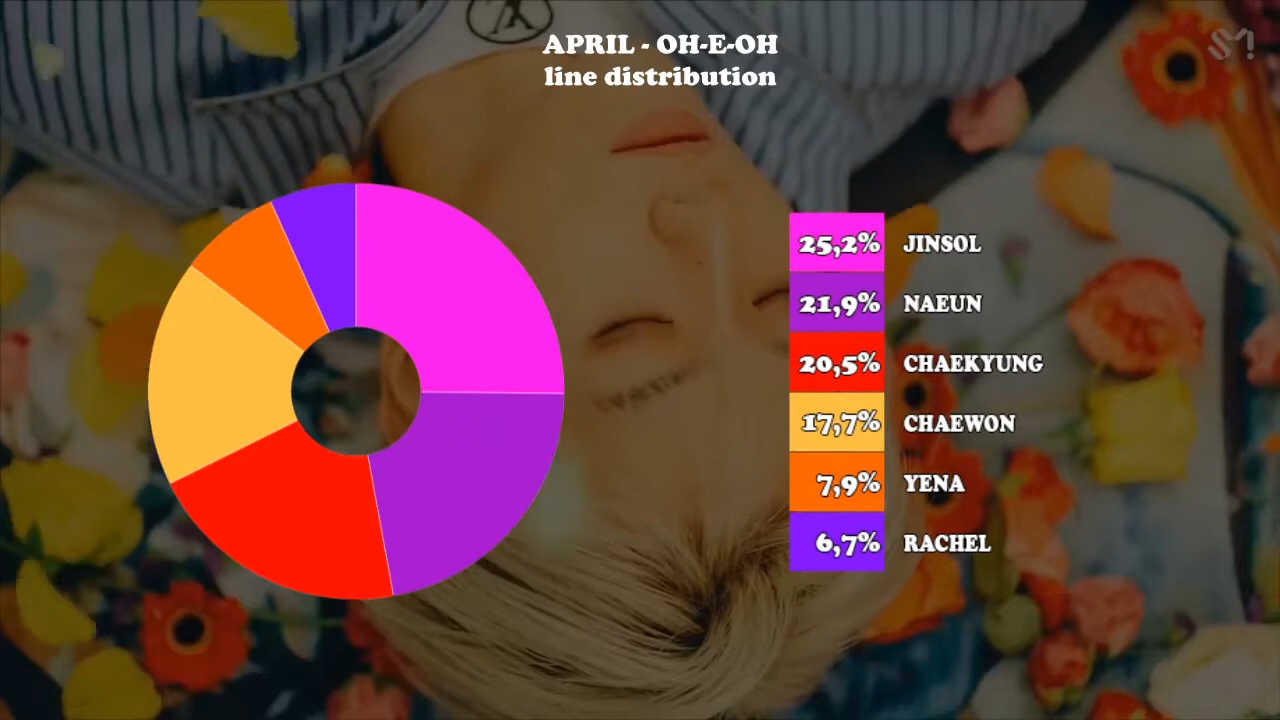 APRIL - OH-E-OH
line distribution
SM!
25,2% JINSOL
21,9% NAEUN
20,5% CHAEKYUNG
17,7% CHAEWON
7,9% YENA
6,7% RACHEL